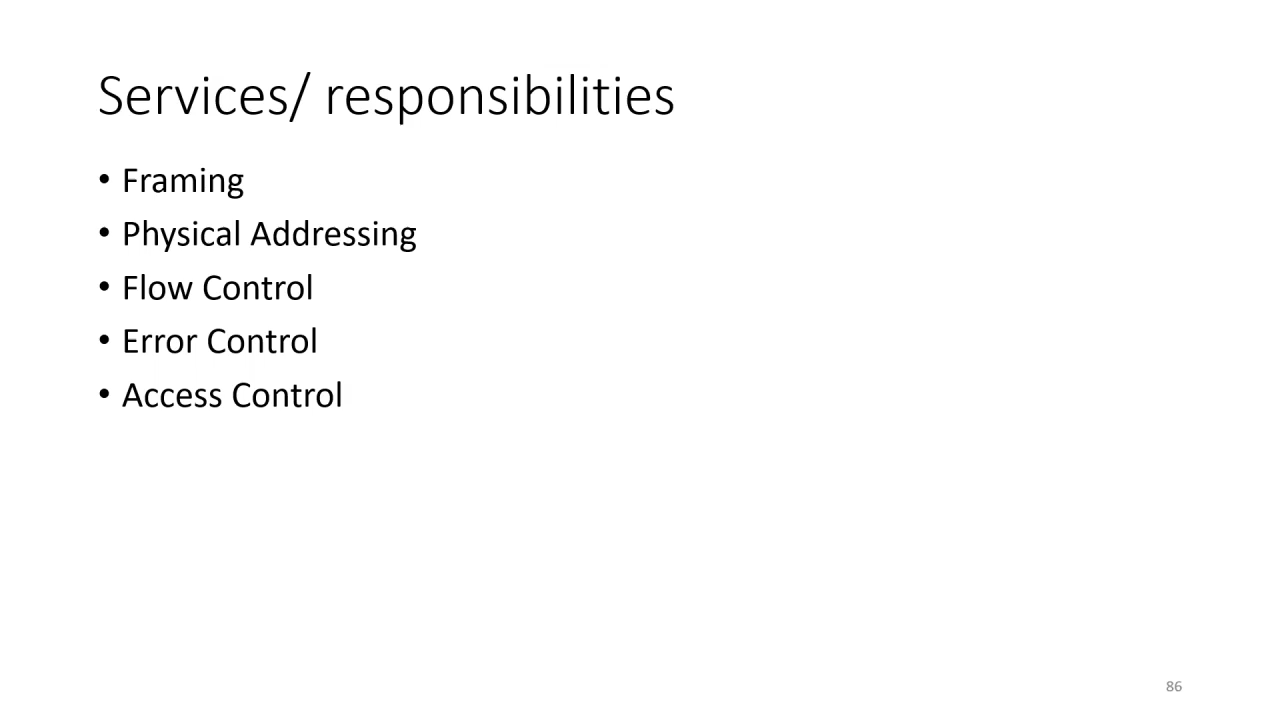 Services/ responsibilities
• Framing
• Physical Addressing
• Flow Control
• Error Control
• Access Control
86